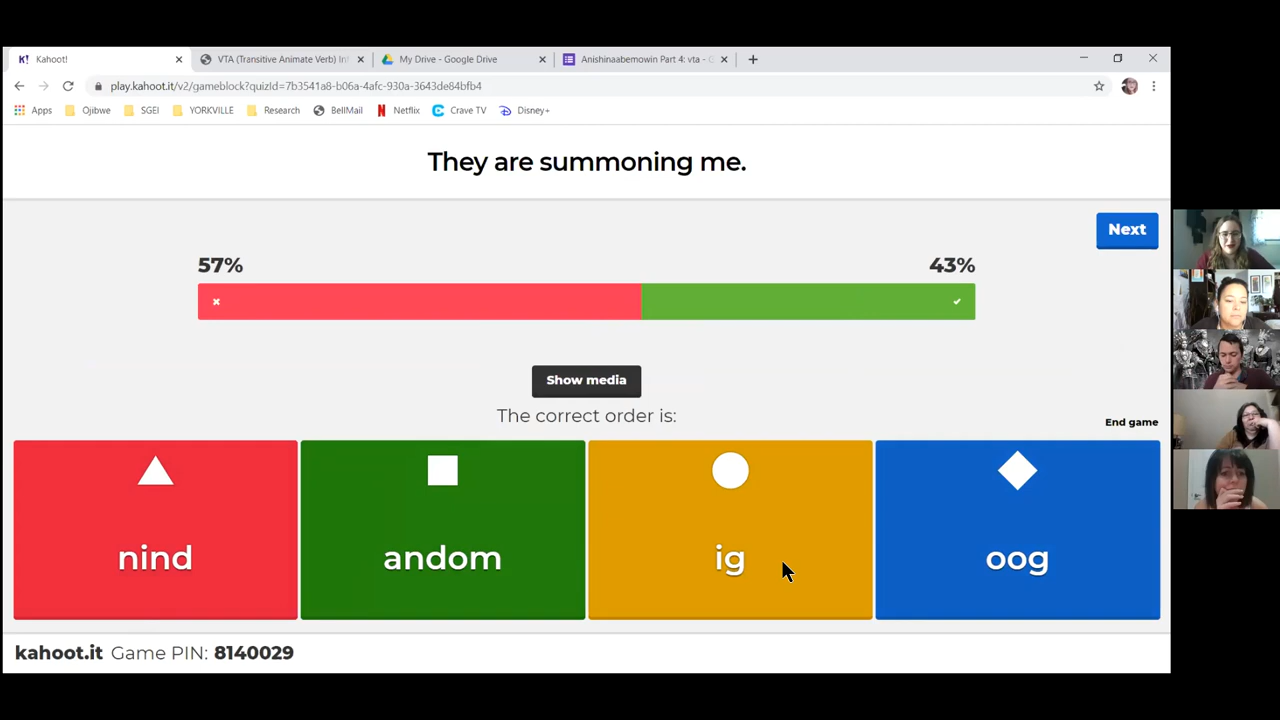 Kahoot!
VTA (Transitive Animate Verb) In
My Drive - Google Drive
Anishinaabemowin Part 4: vta -
play.kahoot.it/v2/gameblock?quizId=7b3541a8-b06a-4afc-930a-3643de84bfb4
Apps Ojibwe SGEI YORKVILLE Research BellMail Netflix Crave TV Disney+
They are summoning me.
Next
57% 43%
Show media
The correct order is:
End game
nind andom ig oog
kahoot.it Game PIN: 8140029